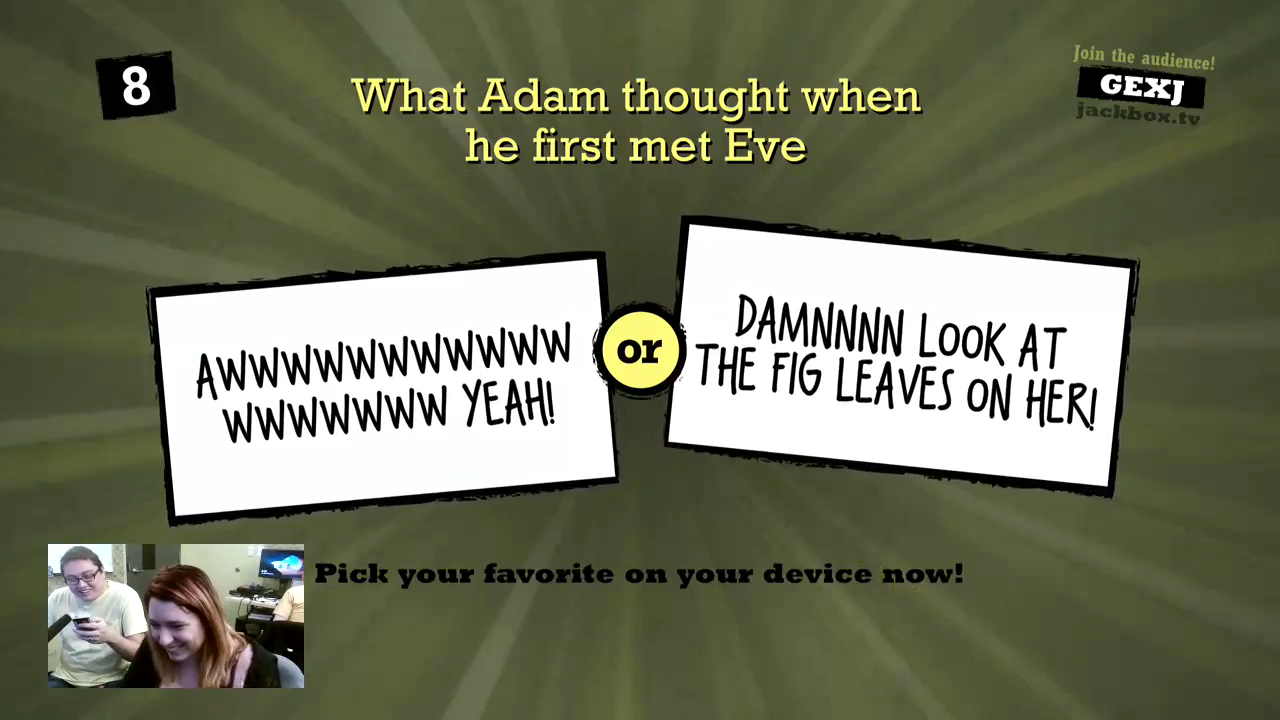 8
What Adam thought when
he first met Eve
Join the audience!
GEXJ
jackbox.tv
AWWWWWWWWWWW
WWWWWWW YEAH!
or
DAMNNNN LOOK AT
THE FIG LEAVES ON HER!
Pick your favorite on your device now!